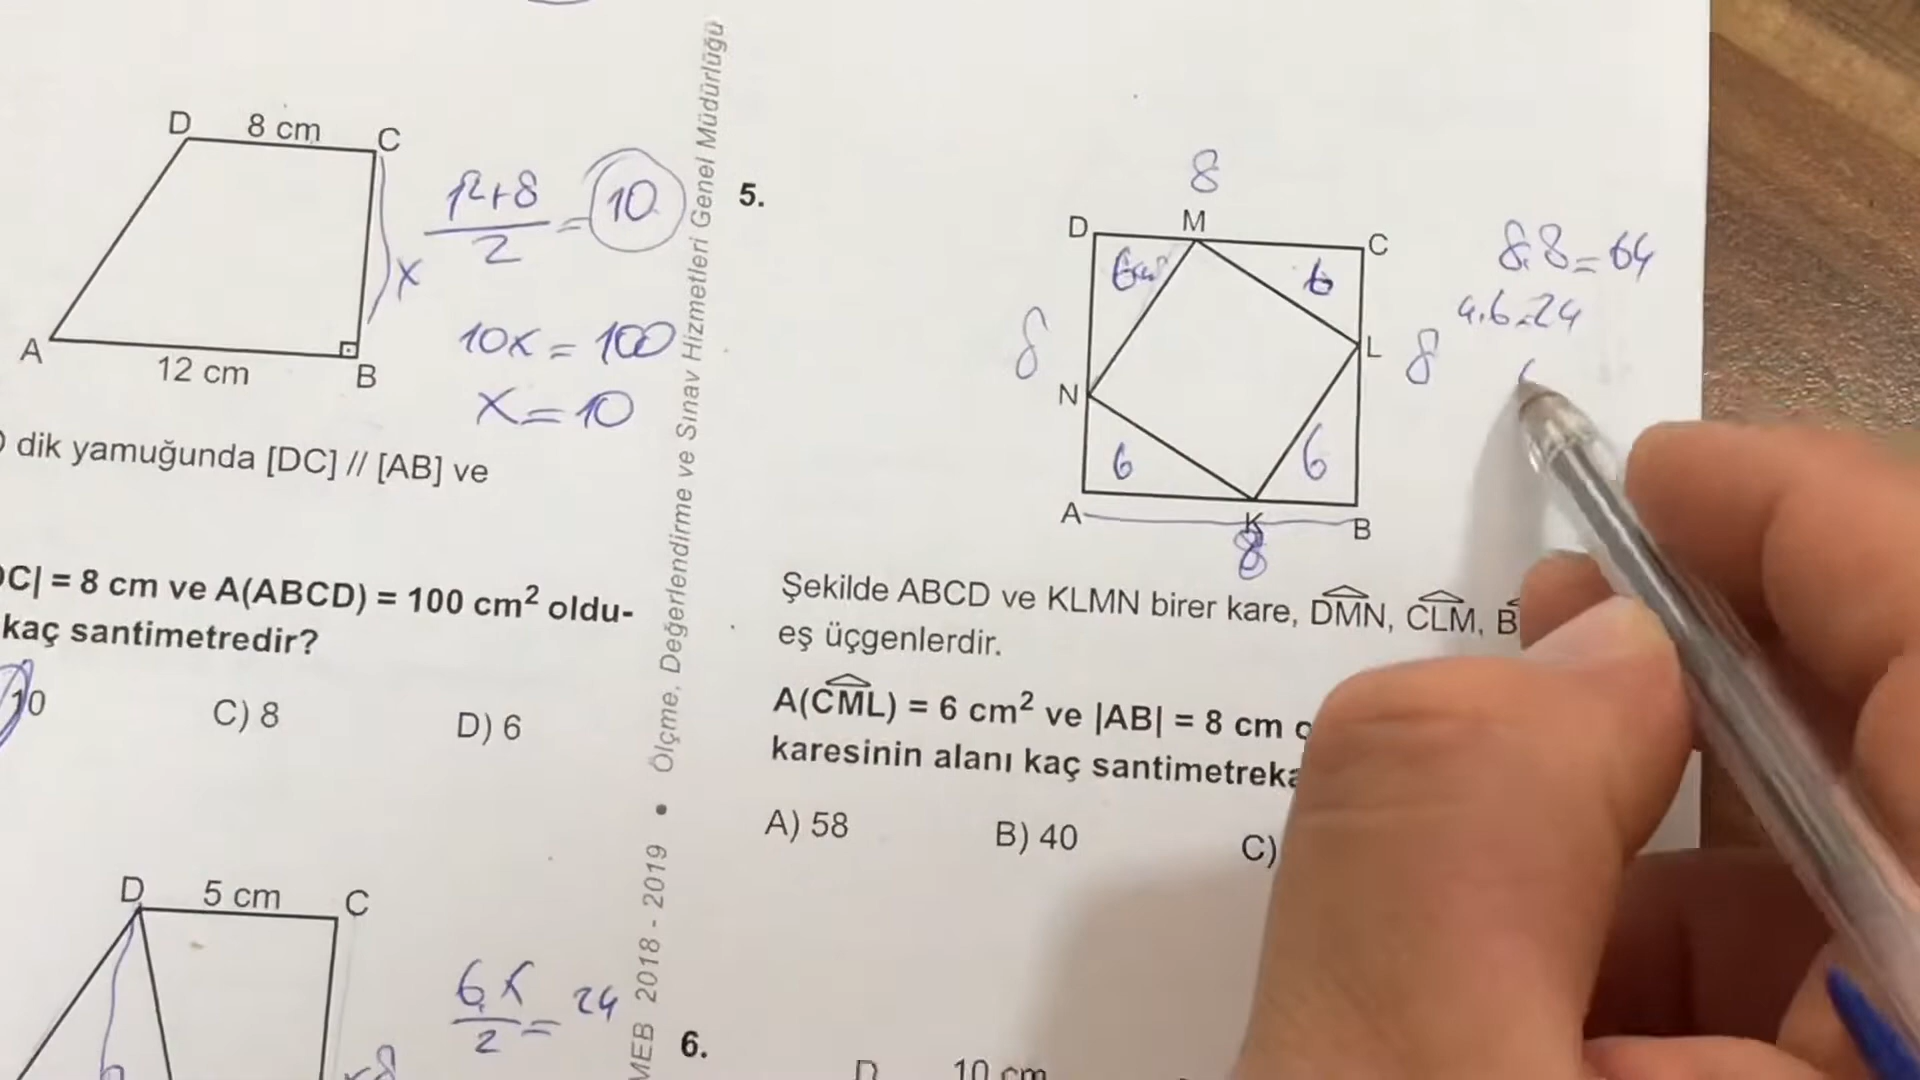 D 8 cm C
12+8
2
= 10
x
A 12 cm B
10x = 100
x = 10
dik yamuğunda [DC] // [AB] ve
C| = 8 cm ve A(ABCD) = 100 cm² oldu-
kaç santimetredir?
10 C) 8 D) 6
D 5 cm C
6.x
2
= 24
8
MEB 2018 - 2019 • Ölçme, Değerlendirme ve Sınav Hizmetleri Genel Müdürlüğü
5.
8
D M C
6 6
8 N L 8
6 6
A K B
8
8.8=64
4.6=24
6
Şekilde ABCD ve KLMN birer kare, DMN, CLM, B
eş üçgenlerdir.
A(CML) = 6 cm² ve |AB| = 8 cm
karesinin alanı kaç
A) 58 B) 40 C)
6.
10 cm